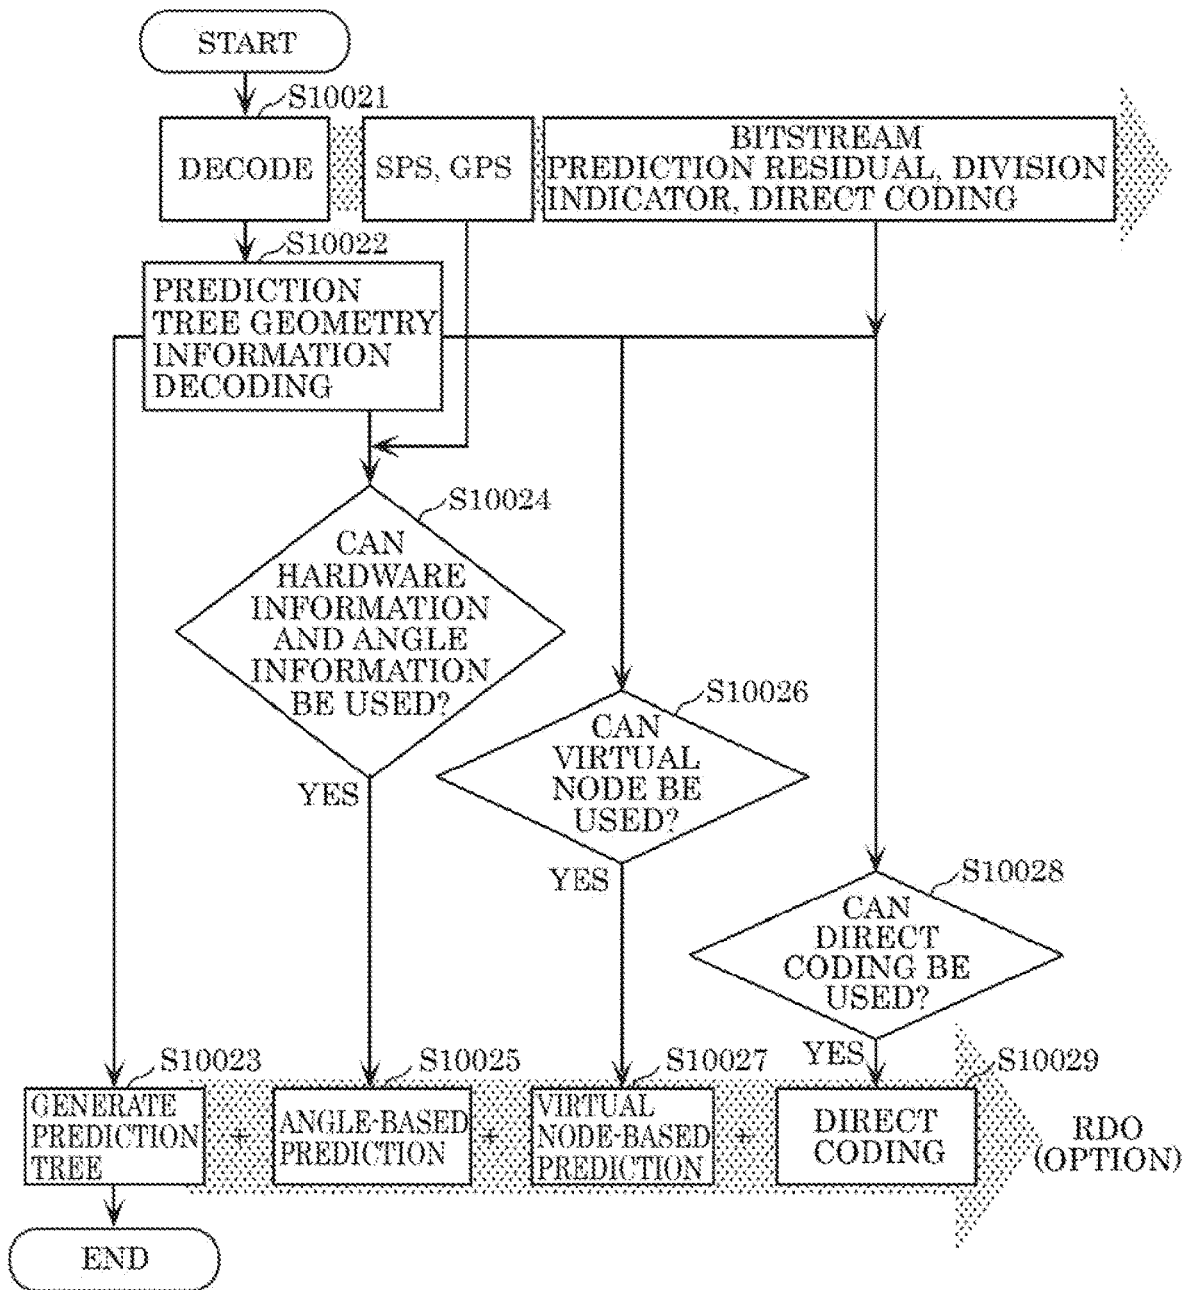 START
S10021
DECODE
SPS, GPS
BITSTREAM
PREDICTION RESIDUAL, DIVISION
INDICATOR, DIRECT CODING
S10022
PREDICTION
TREE GEOMETRY
INFORMATION
DECODING
S10024
CAN
HARDWARE
INFORMATION
AND ANGLE
INFORMATION
BE USED?
YES
S10026
CAN
VIRTUAL
NODE BE
USED?
YES
S10028
CAN
DIRECT
CODING BE
USED?
YES
S10023
GENERATE
PREDICTION
TREE
+
S10025
ANGLE-BASED
PREDICTION
+
S10027
VIRTUAL
NODE-BASED
PREDICTION
+
S10029
DIRECT
CODING
RDO
(OPTION)
END